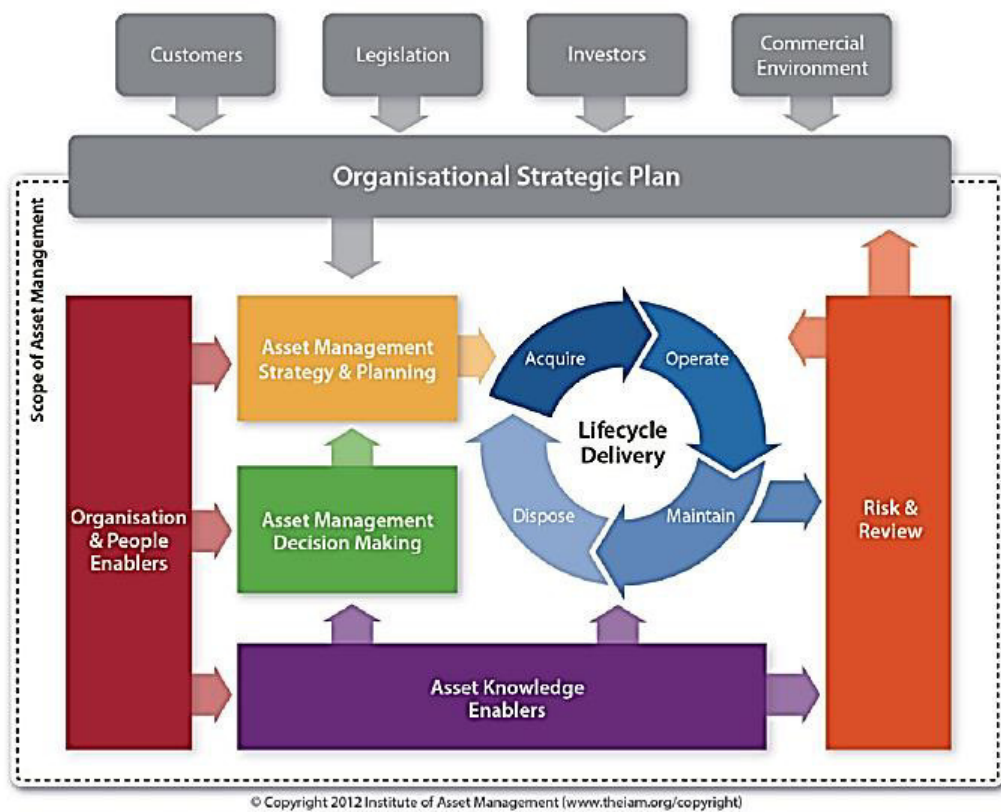 Customers
Legislation
Investors
Commercial
Environment
Organisational Strategic Plan
Scope of Asset Management
Asset Management
Strategy & Planning
Acquire
Operate
Lifecycle
Delivery
Organisation
& People
Enablers
Asset Management
Decision Making
Dispose
Maintain
Risk &
Review
Asset Knowledge
Enablers
© Copyright 2012 Institute of Asset Management (www.theiam.org/copyright)